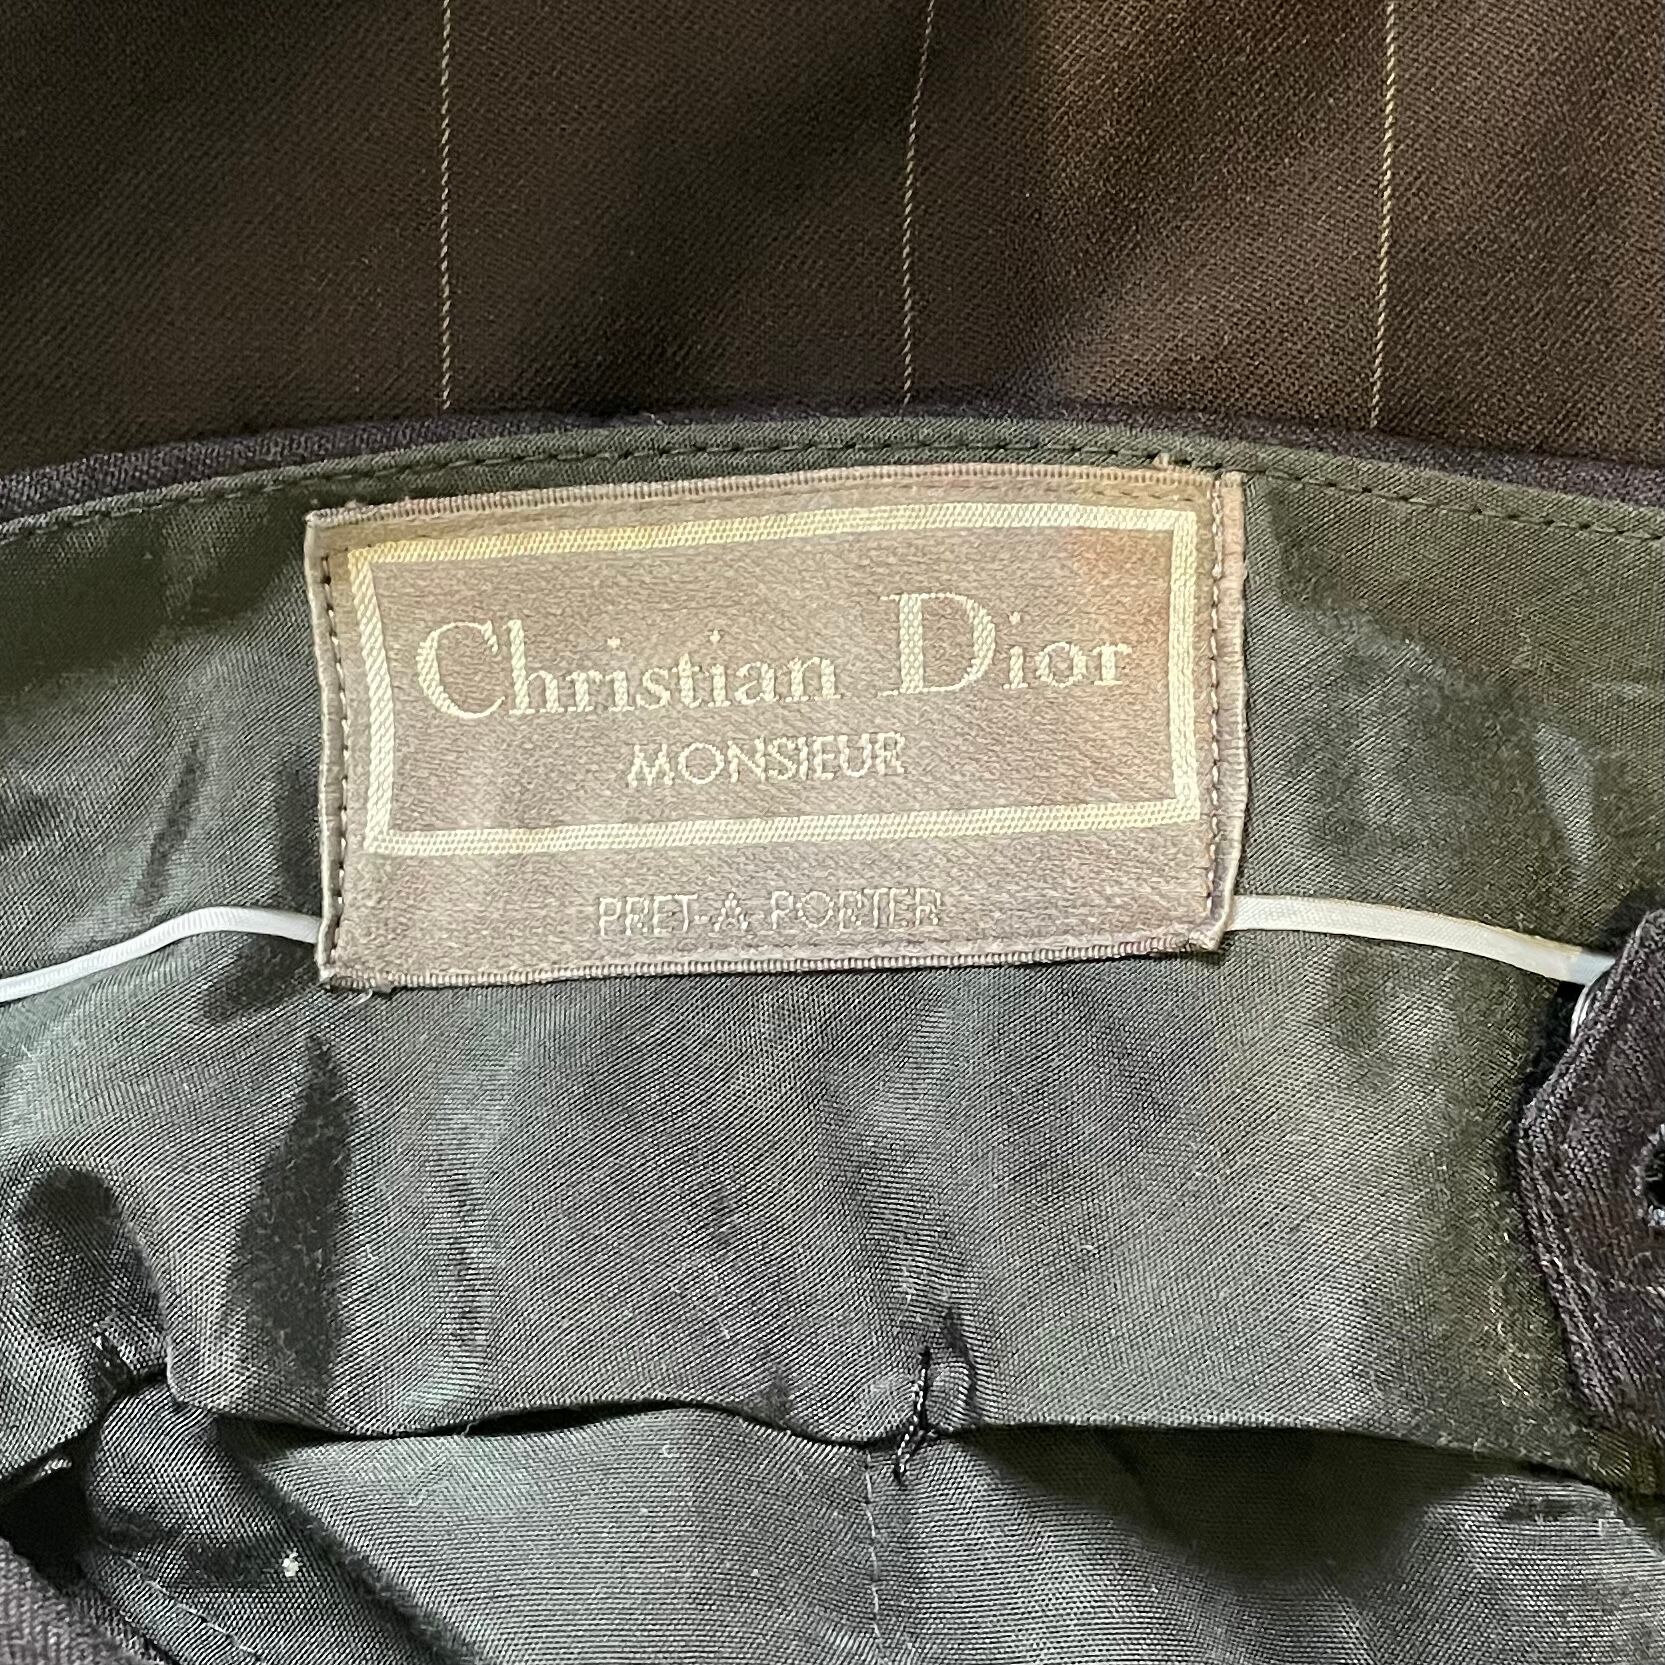 Christian Dior
MONSIEUR
PRET-A PORTER